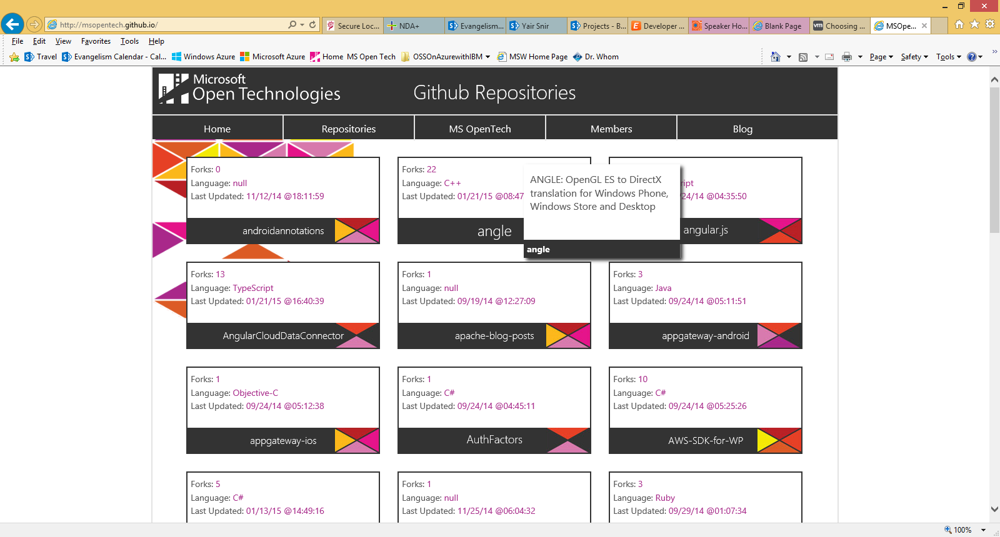 http://msopentech.github.io/
Secure Loc...
NDA+
Evangelism...
Yair Snir
Projects - B...
Developer ...
Speaker Ho...
Blank Page
Choosing ...
MSOpe...
File Edit View Favorites Tools Help
Travel
Evangelism Calendar - Cal...
Windows Azure
Microsoft Azure
Home MS Open Tech
OSSOnAzurewithIBM
MSW Home Page
Dr. Whom
Page
Safety
Tools
Microsoft
Open Technologies
Github Repositories
Home
Repositories
MS OpenTech
Members
Blog
Forks: 0
Language: null
Last Updated: 11/12/14 @18:11:59
androidannotations
Forks: 22
Language: C++
Last Updated: 01/21/15 @08:47
angle
ANGLE: OpenGL ES to DirectX
translation for Windows Phone,
Windows Store and Desktop
angle
ript
24/14 @04:35:50
angular.js
Forks: 13
Language: TypeScript
Last Updated: 01/21/15 @16:40:39
AngularCloudDataConnector
Forks: 1
Language: null
Last Updated: 09/19/14 @12:27:09
apache-blog-posts
Forks: 3
Language: Java
Last Updated: 09/24/14 @05:11:51
appgateway-android
Forks: 1
Language: Objective-C
Last Updated: 09/24/14 @05:12:38
appgateway-ios
Forks: 1
Language: C#
Last Updated: 09/24/14 @04:45:11
AuthFactors
Forks: 10
Language: C#
Last Updated: 09/24/14 @05:25:26
AWS-SDK-for-WP
Forks: 5
Language: C#
Last Updated: 01/13/15 @14:49:16
Forks: 1
Language: null
Last Updated: 11/25/14 @06:04:32
Forks: 3
Language: Ruby
Last Updated: 09/29/14 @01:07:34
100%